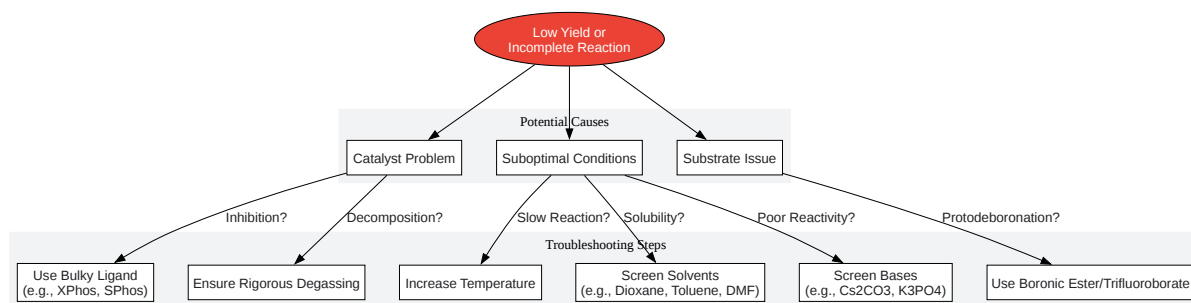 Low Yield or
Incomplete Reaction
Potential Causes
Catalyst Problem
Suboptimal Conditions
Substrate Issue
Inhibition?
Decomposition?
Slow Reaction?
Solubility?
Poor Reactivity?
Protodeboronation?
Troubleshooting Steps
Use Bulky Ligand
(e.g., XPhos, SPhos)
Ensure Rigorous Degassing
Increase Temperature
Screen Solvents
(e.g., Dioxane, Toluene, DMF)
Screen Bases
(e.g., Cs2CO3, K3PO4)
Use Boronic Ester/Trifluoroborate